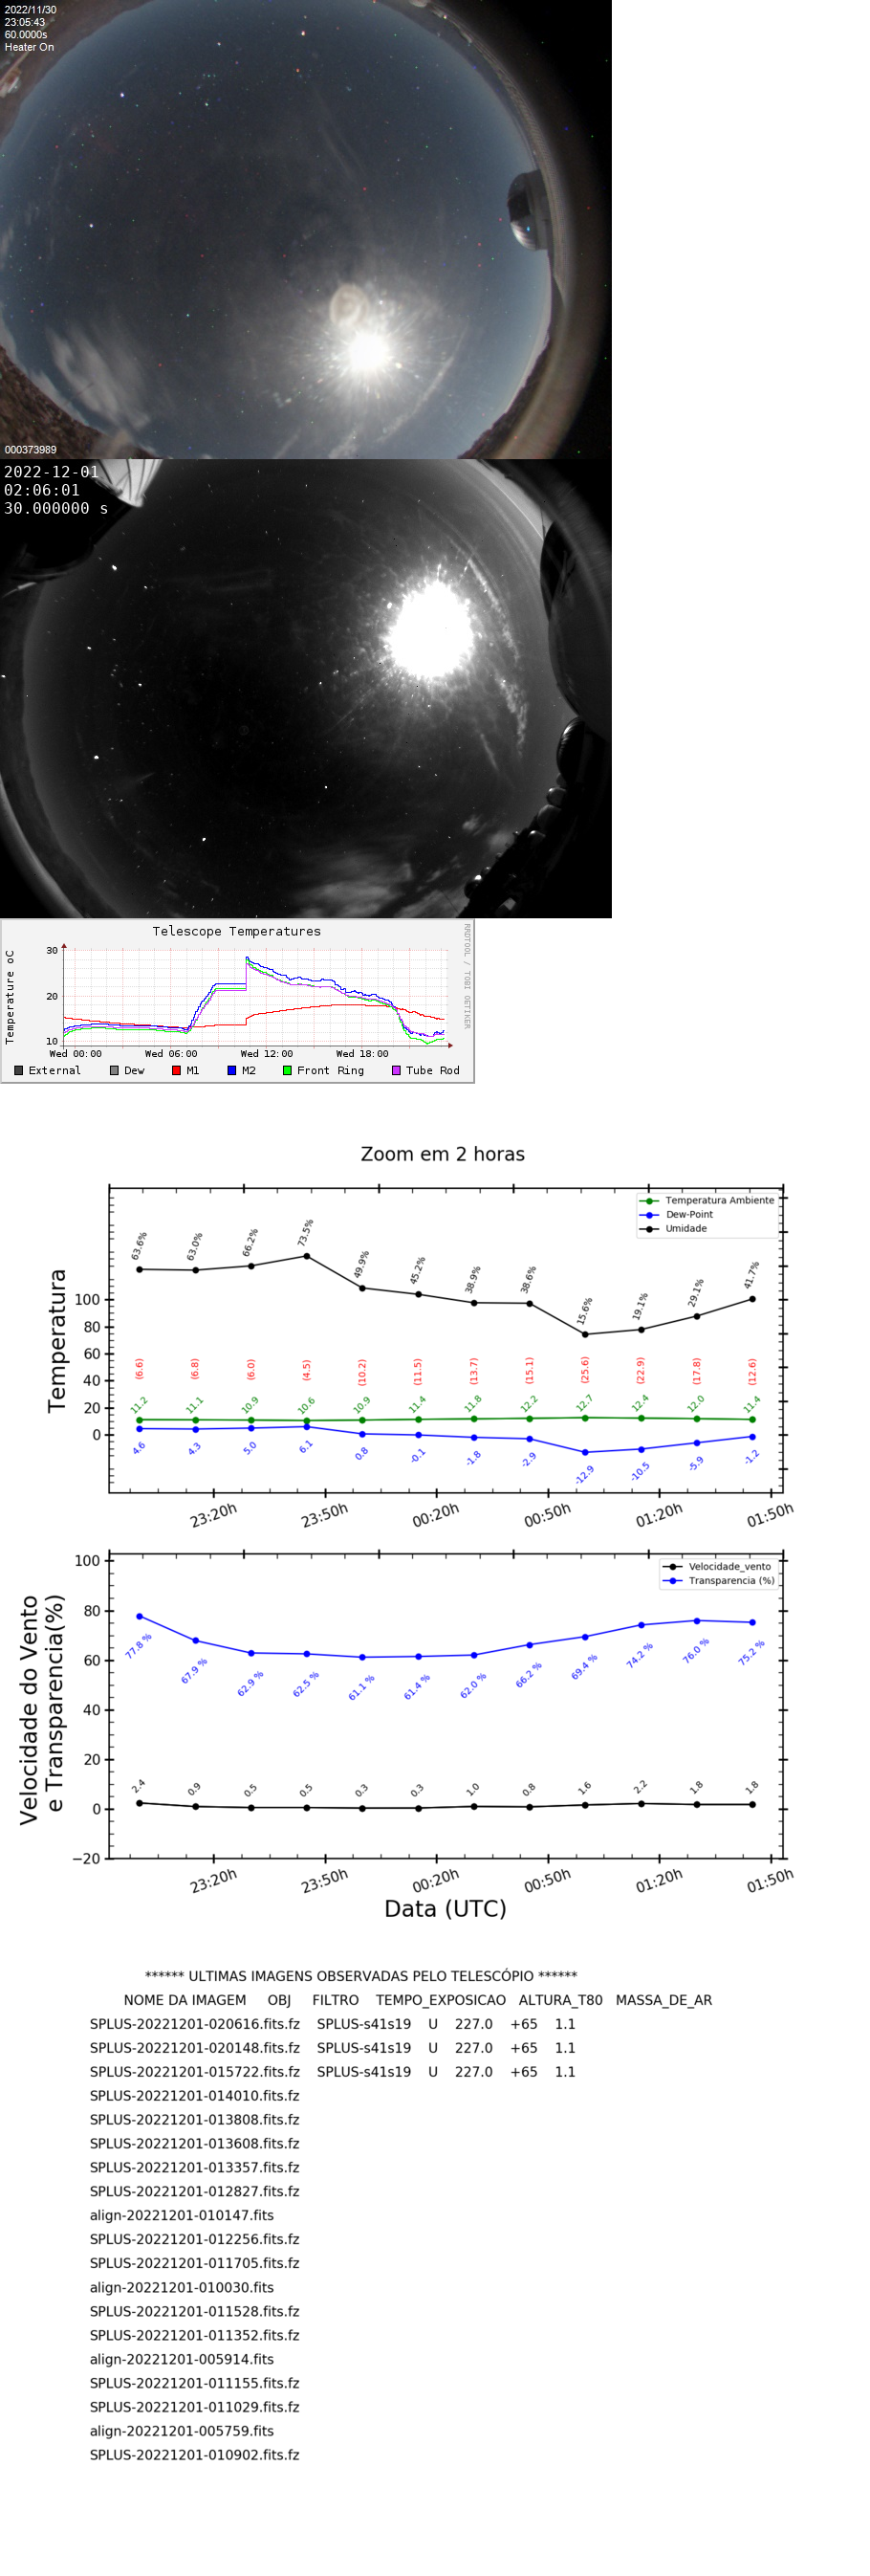 2022/11/30
23:05:43
60.0000s
Heater On
000373989
2022-12-01
02:06:01
30.000000 s
Telescope Temperatures
RRDTOOL / TOBI OETIKER
Temperature oC
30
20
10
Wed 00:00 Wed 06:00 Wed 12:00 Wed 18:00
External Dew M1 M2 Front Ring Tube Rod
Zoom em 2 horas
Temperatura Ambiente
Dew-Point
Umidade
Temperatura
100
80
60
40
20
0
63.6% 63.0% 66.2% 73.5% 49.9% 45.2% 38.9% 38.6% 15.6% 19.1% 29.1% 41.7%
(6.6) (6.8) (6.0) (4.5) (10.2) (11.5) (13.7) (15.1) (25.6) (22.9) (17.8) (12.6)
11.2 11.1 10.9 10.6 10.9 11.4 11.8 12.2 12.7 12.4 12.0 11.4
4.6 4.3 5.0 6.1 0.8 -0.1 -1.8 -2.9 -12.9 -10.5 -5.9 -1.2
23:20h 23:50h 00:20h 00:50h 01:20h 01:50h
Velocidade_vento
Transparencia (%)
Velocidade do Vento
e Transparencia(%)
100
80
60
40
20
0
−20
77.8 % 67.9 % 62.9 % 62.5 % 61.1 % 61.4 % 62.0 % 66.2 % 69.4 % 74.2 % 76.0 % 75.2 %
2.4 0.9 0.5 0.5 0.3 0.3 1.0 0.8 1.6 2.2 1.8 1.8
23:20h 23:50h 00:20h 00:50h 01:20h 01:50h
Data (UTC)
****** ULTIMAS IMAGENS OBSERVADAS PELO TELESCÓPIO ******
NOME DA IMAGEM OBJ FILTRO TEMPO_EXPOSICAO ALTURA_T80 MASSA_DE_AR
SPLUS-20221201-020616.fits.fz SPLUS-s41s19 U 227.0 +65 1.1
SPLUS-20221201-020148.fits.fz SPLUS-s41s19 U 227.0 +65 1.1
SPLUS-20221201-015722.fits.fz SPLUS-s41s19 U 227.0 +65 1.1
SPLUS-20221201-014010.fits.fz
SPLUS-20221201-013808.fits.fz
SPLUS-20221201-013608.fits.fz
SPLUS-20221201-013357.fits.fz
SPLUS-20221201-012827.fits.fz
align-20221201-010147.fits
SPLUS-20221201-012256.fits.fz
SPLUS-20221201-011705.fits.fz
align-20221201-010030.fits
SPLUS-20221201-011528.fits.fz
SPLUS-20221201-011352.fits.fz
align-20221201-005914.fits
SPLUS-20221201-011155.fits.fz
SPLUS-20221201-011029.fits.fz
align-20221201-005759.fits
SPLUS-20221201-010902.fits.fz